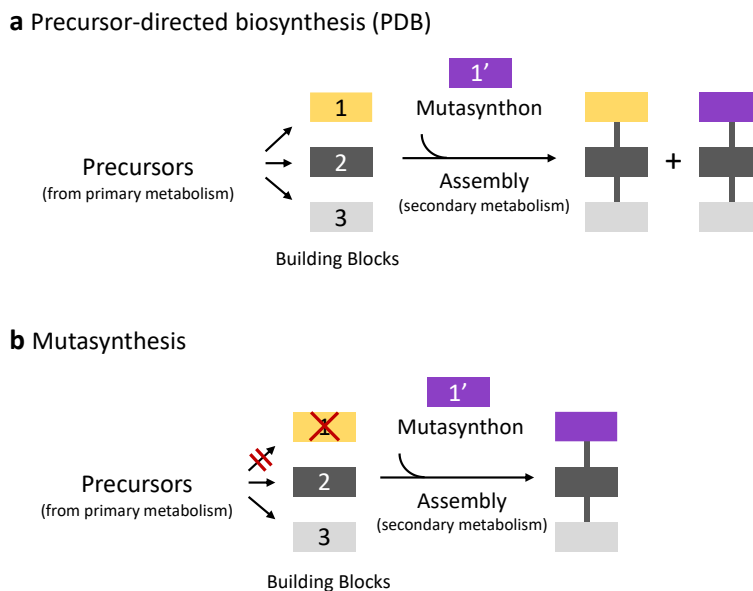 a Precursor-directed biosynthesis (PDB)
1’
1
Mutasynthon
Precursors
(from primary metabolism)
2
+
Assembly
(secondary metabolism)
3
Building Blocks
b Mutasynthesis
1’
1
Mutasynthon
Precursors
(from primary metabolism)
2
Assembly
(secondary metabolism)
3
Building Blocks